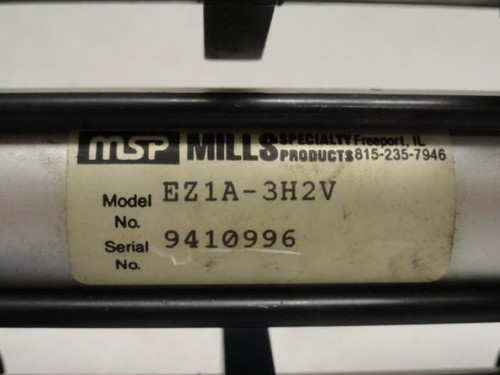 msp MILLS SPECIALTY Freeport, IL
PRODUCTS 815-235-7946
Model No. EZ1A-3H2V
Serial No. 9410996